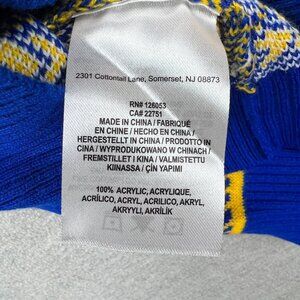 2301 Cottontail Lane, Somerset, NJ 08873
RN# 126053
CA# 22751
MADE IN CHINA / FABRIQUÉ
EN CHINE / HECHO EN CHINA /
HERGESTELLT IN CHINA / PRODOTTO IN
CINA / WYPRODUKOWANO W CHINACH /
FREMSTILLET I KINA / VALMISTETTU
KIINASSA / ÇİN YAPIMI
100% ACRYLIC, ACRYLIQUE,
ACRÍLICO, ACRYL, ACRILICO, AKRYL,
AKRYYLI, AKRİLİK